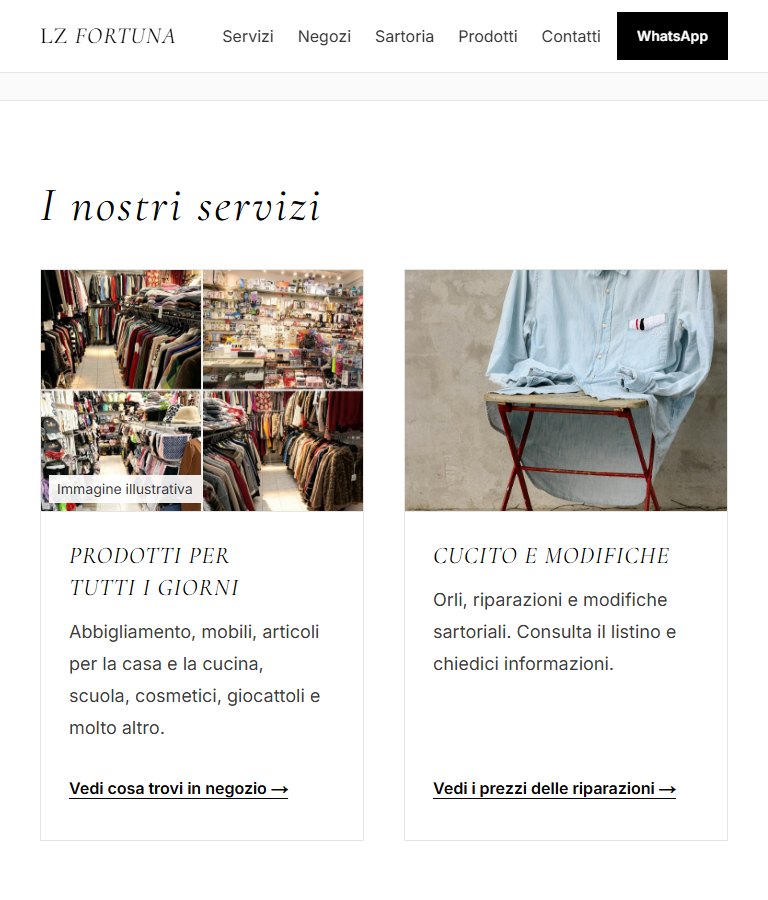 LZ FORTUNA
Servizi
Negozi
Sartoria
Prodotti
Contatti
WhatsApp
I nostri servizi
Immagine illustrativa
PRODOTTI PER
TUTTI I GIORNI
Abbigliamento, mobili, articoli
per la casa e la cucina,
scuola, cosmetici, giocattoli e
molto altro.
Vedi cosa trovi in negozio →
CUCITO E MODIFICHE
Orli, riparazioni e modifiche
sartoriali. Consulta il listino e
chiedici informazioni.
Vedi i prezzi delle riparazioni →